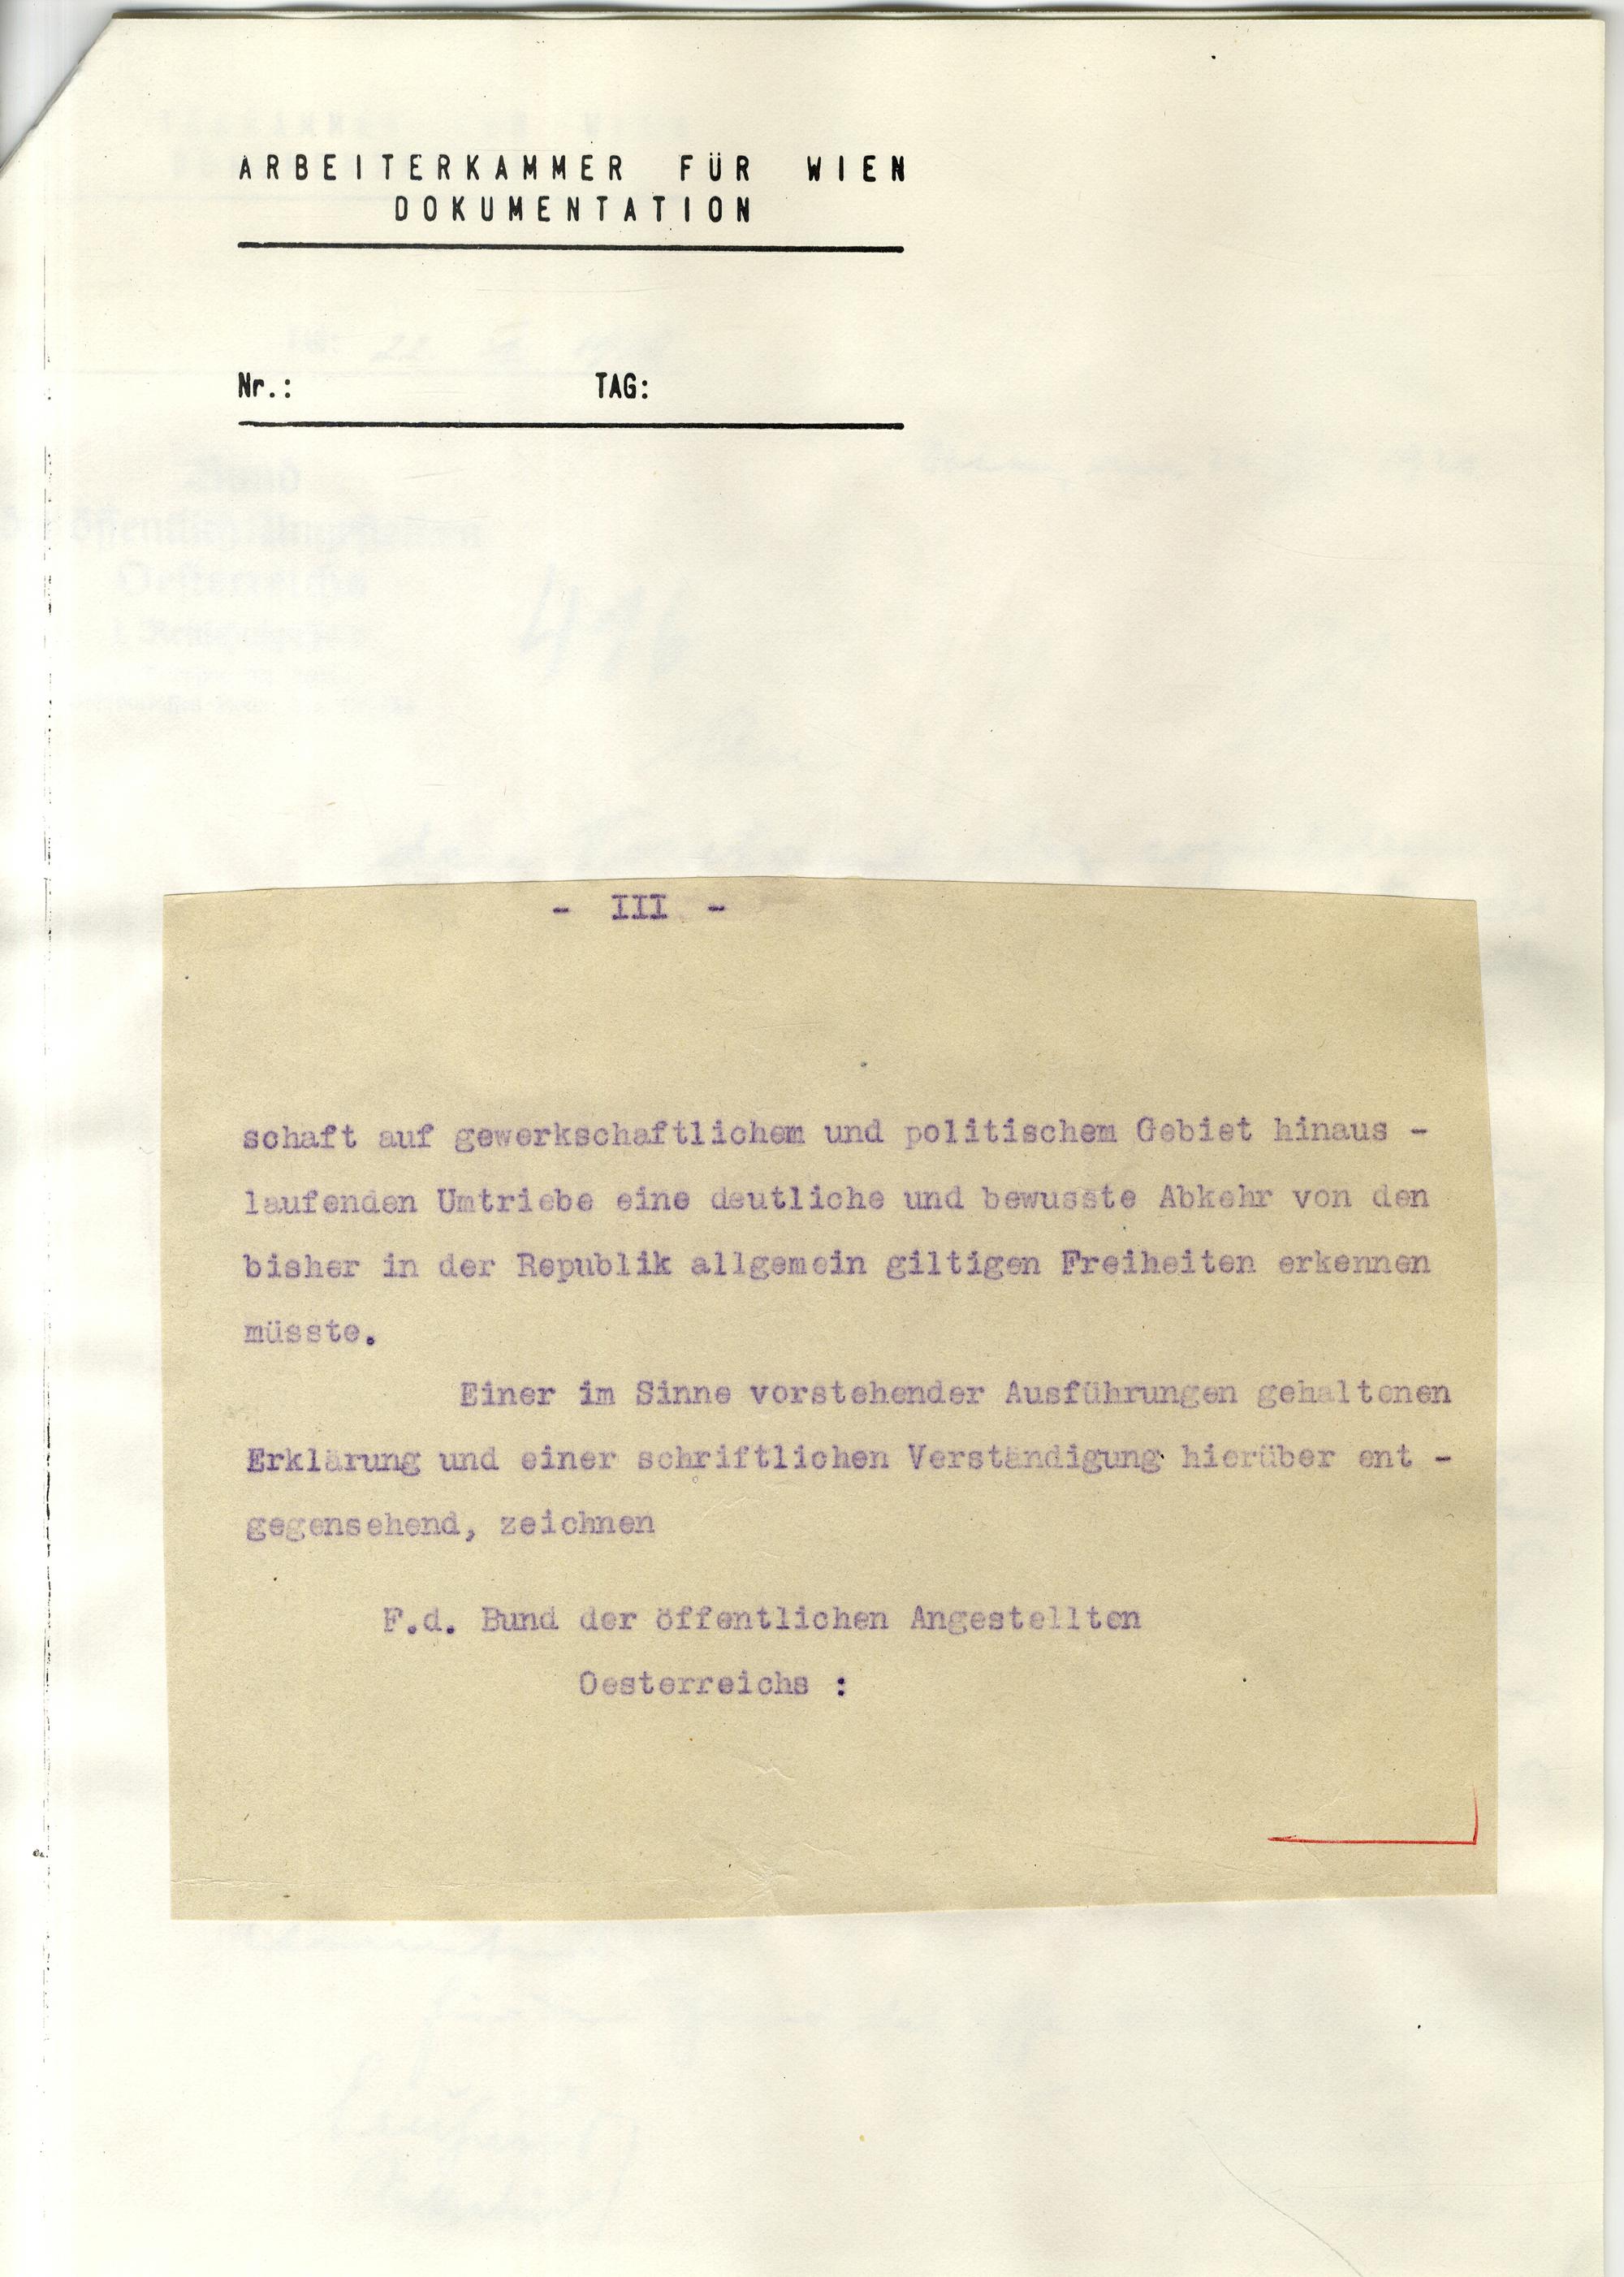 ARBEITERKAMMER FÜR WIEN
DOKUMENTATION
Nr.: TAG:
- III -
schaft auf gewerkschaftlichem und politischem Gebiet hinaus -
laufenden Umtriebe eine deutliche und bewusste Abkehr von den
bisher in der Republik allgemein giltigen Freiheiten erkennen
müsste.
Einer im Sinne vorstehender Ausführungen gehaltenen
Erklärung und einer schriftlichen Verständigung hierüber ent -
gegensehend, zeichnen
F.d. Bund der öffentlichen Angestellten
Oesterreichs :